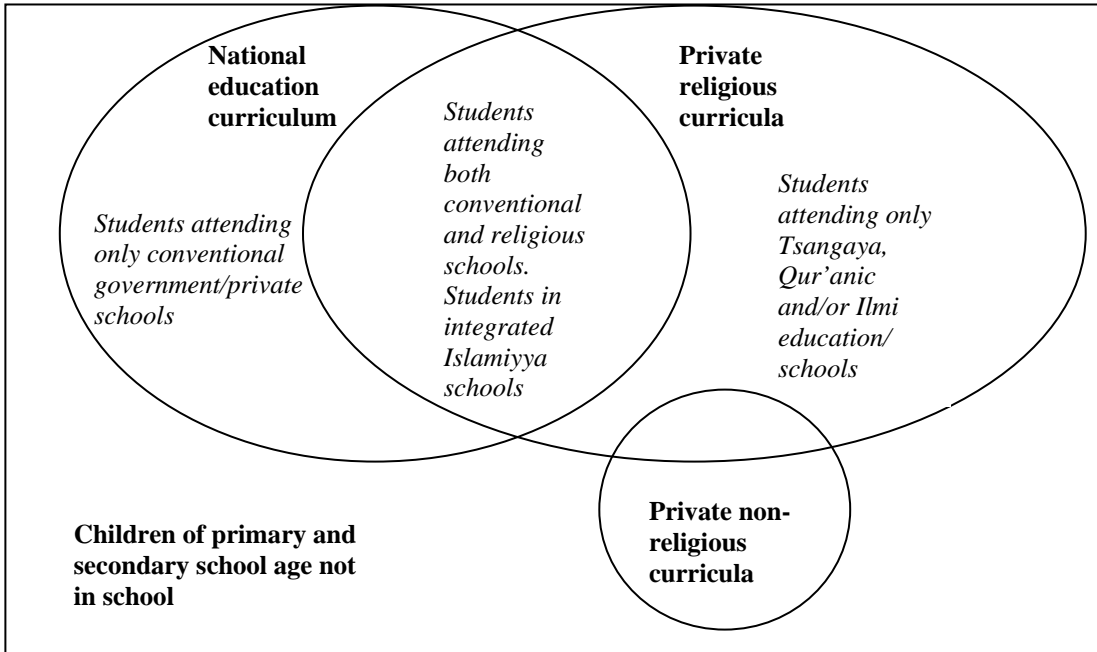 National
education
curriculum
Private
religious
curricula
Students
attending
both
conventional
and religious
schools.
Students in
integrated
Islamiyya
schools
Students
attending only
Tsangaya,
Qur’anic
and/or Ilmi
education/
schools
Students attending
only conventional
government/private
schools
Private non-
religious
curricula
Children of primary and
secondary school age not
in school